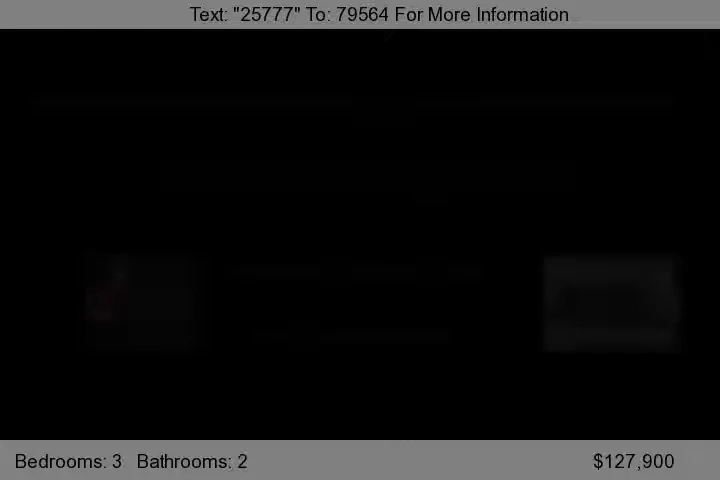 Text: "25777" To: 79564 For More Information
Bedrooms: 3 Bathrooms: 2 $127,900